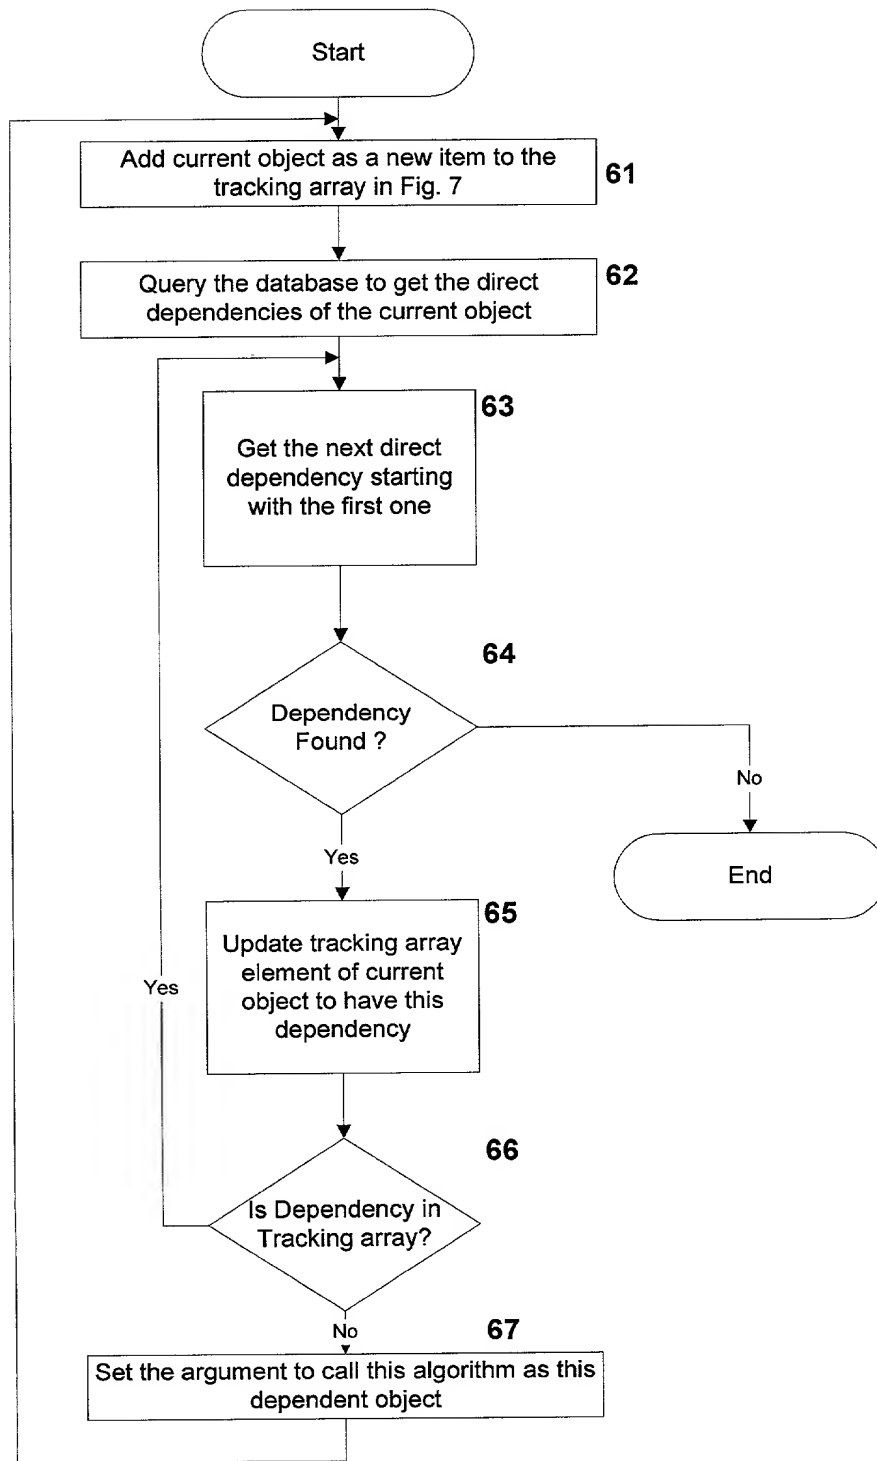 Start
Add current object as a new item to the
tracking array in Fig. 7
61
Query the database to get the direct
dependencies of the current object
62
63
Get the next direct
dependency starting
with the first one
64
Dependency
Found ?
No
Yes
End
65
Update tracking array
element of current
object to have this
dependency
Yes
66
Is Dependency in
Tracking array?
No
67
Set the argument to call this algorithm as this
dependent object